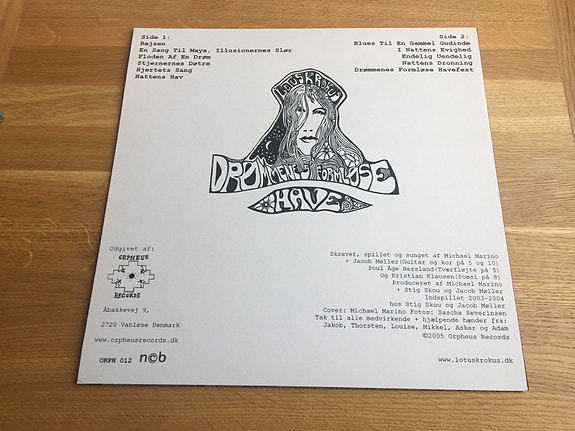 Side 1:
Rejsen
En Sang Til Maya, Illusionernes Slør
Floden Af En Drøm
Stjernernes Døtre
Hjertets Sang
Nattens Hav
Side 2:
Blues Til En Gammel Gudinde
I Nattens Evighed
Endelig Uendelig
Nattens Dronning
Drømmenes Formløse Havefest
LOTUSKROKUS
DRØMMENES FORMLØSE
HAVE
Udgivet af:
ORPHEUS
RECORDS
Åbakkevej 9,
2720 Vanløse Denmark
www.orpheusrecords.dk
ORPH 012 n©b
Skrevet, spillet og sunget af Michael Marino
+ Jacob Møller(Guitar og kor på 5 og 10)
Poul Åge Hersland(Tværfløjte på 5)
Og Kristian Klausen(Poesi på 8)
Produceret af Michael Marino
+ Stig Skou og Jacob Møller
Indspillet 2003-2004
hos Stig Skou og Jacob Møller
Cover: Michael Marino Fotos: Sascha Severinsen
Tak til alle medvirkende + hjælpende hænder fra:
Jakob, Thorsten, Louise, Mikkel, Asker og Adam
©2005 Orpheus Records
www.lotuskrokus.dk